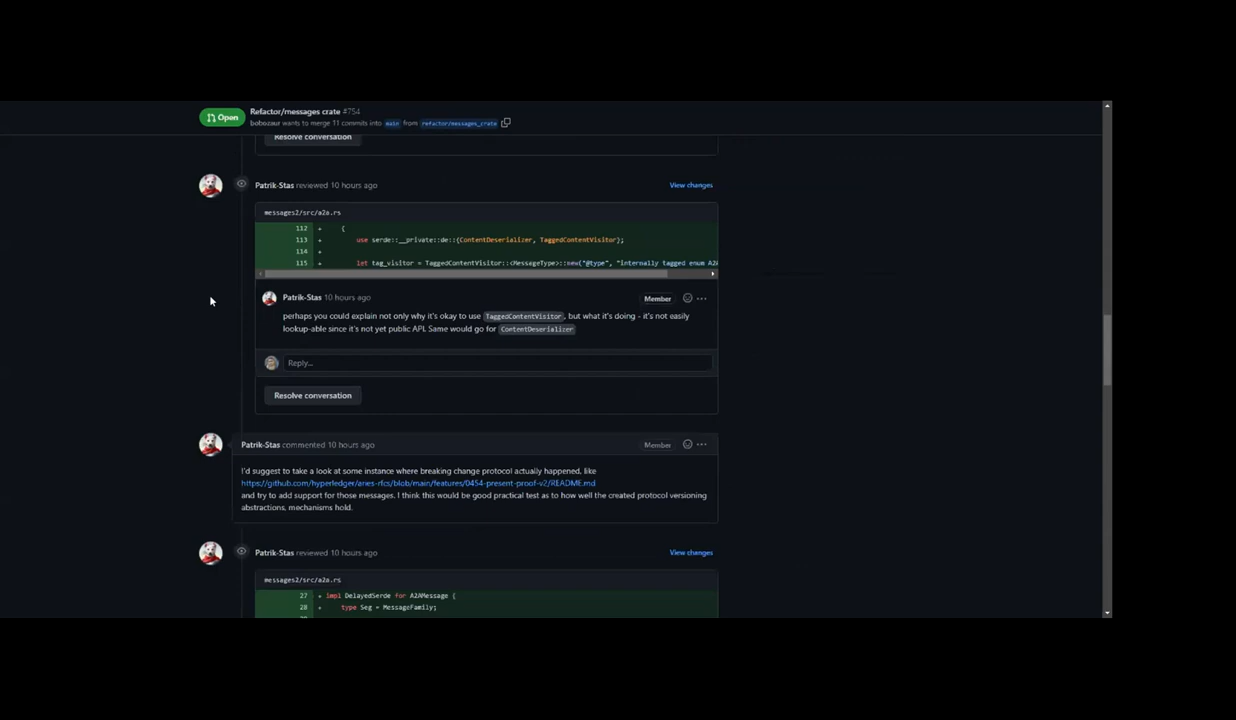 Open
Refactor/messages crate #754
bobozaur wants to merge 11 commits into main from refactor/messages_crate
Resolve conversation
Patrik-Stas reviewed 10 hours ago
View changes
messages2/src/a2a.rs
112 + {
113 + use serde::__private::de::{ContentDeserializer, TaggedContentVisitor};
114 +
115 + let tag_visitor = TaggedContentVisitor::<MessageType>::new("@type", "internally tagged enum A2A
Patrik-Stas 10 hours ago
Member
perhaps you could explain not only why it's okay to use TaggedContentVisitor, but what it's doing - it's not easily
lookup-able since it's not yet public API. Same would go for ContentDeserializer
Reply...
Resolve conversation
Patrik-Stas commented 10 hours ago
Member
I'd suggest to take a look at some instance where breaking change protocol actually happened, like
https://github.com/hyperledger/aries-rfcs/blob/main/features/0454-present-proof-v2/README.md
and try to add support for those messages. I think this would be good practical test as to how well the created protocol versioning
abstractions, mechanisms hold.
Patrik-Stas reviewed 10 hours ago
View changes
messages2/src/a2a.rs
27 + impl DelayedSerde for A2AMessage {
28 + type Seg = MessageFamily;